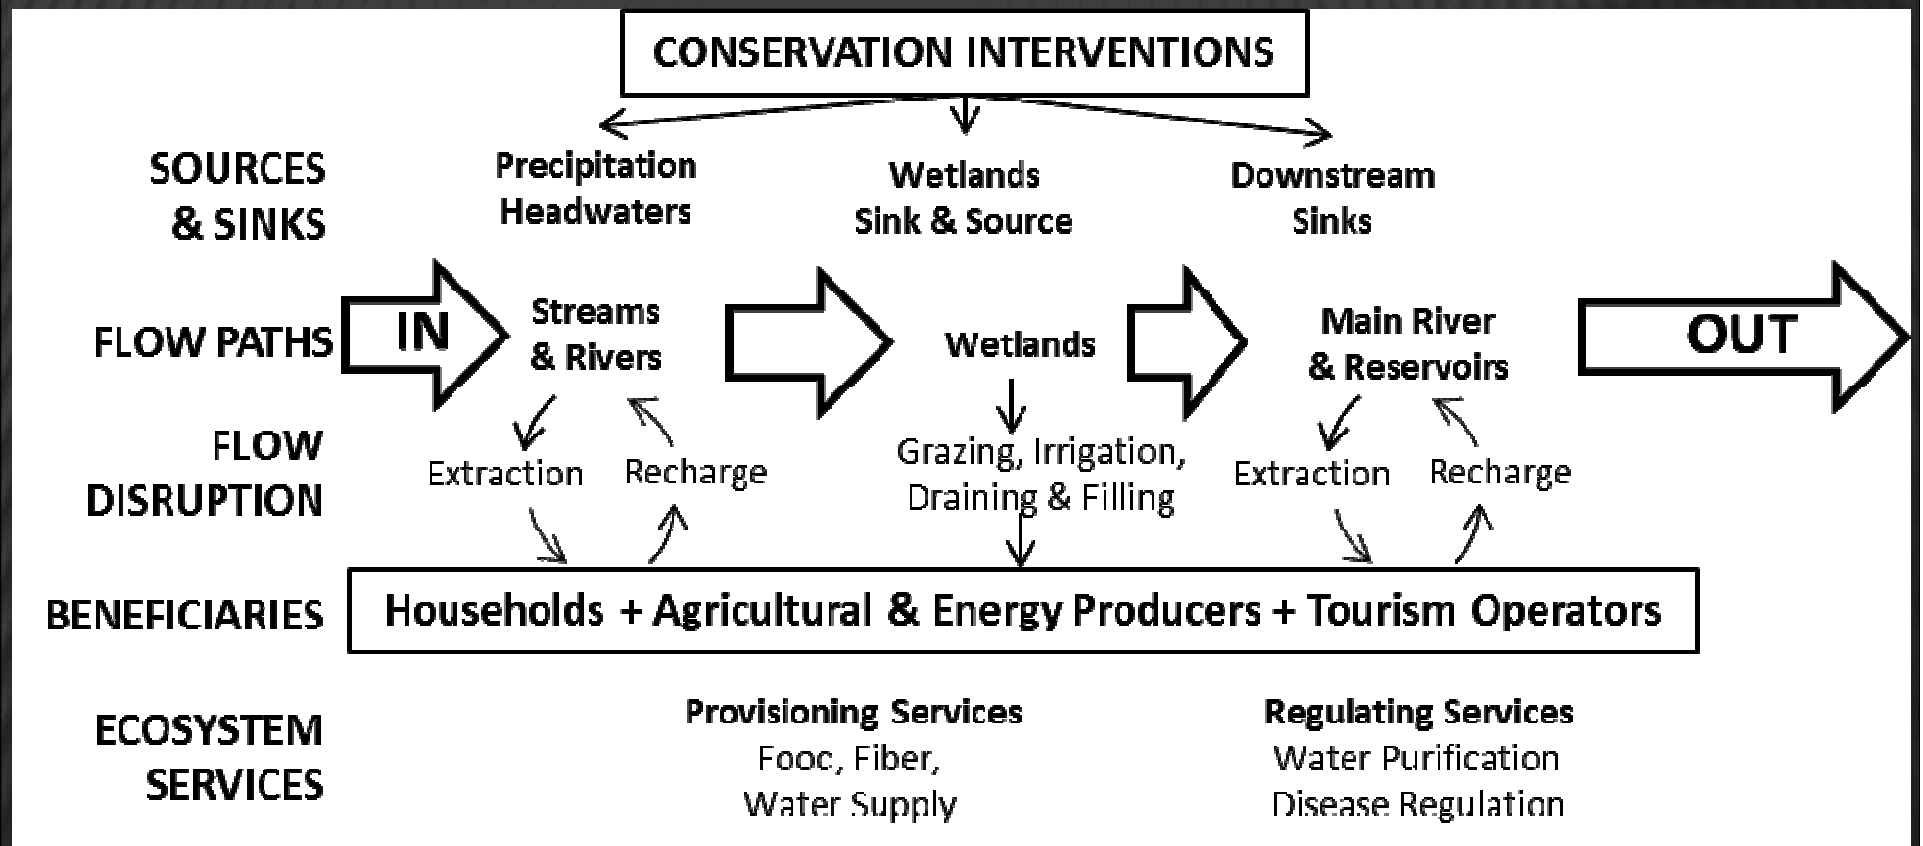 CONSERVATION INTERVENTIONS
SOURCES
& SINKS
Precipitation
Headwaters
Wetlands
Sink & Source
Downstream
Sinks
FLOW PATHS
IN
Streams
& Rivers
Wetlands
Main River
& Reservoirs
OUT
FLOW
DISRUPTION
Extraction
Recharge
Grazing, Irrigation,
Draining & Filling
Extraction
Recharge
BENEFICIARIES
Households + Agricultural & Energy Producers + Tourism Operators
ECOSYSTEM
SERVICES
Provisioning Services
Fooc, Fiber,
Water Supply
Regulating Services
Water Purification
Disease Regulation